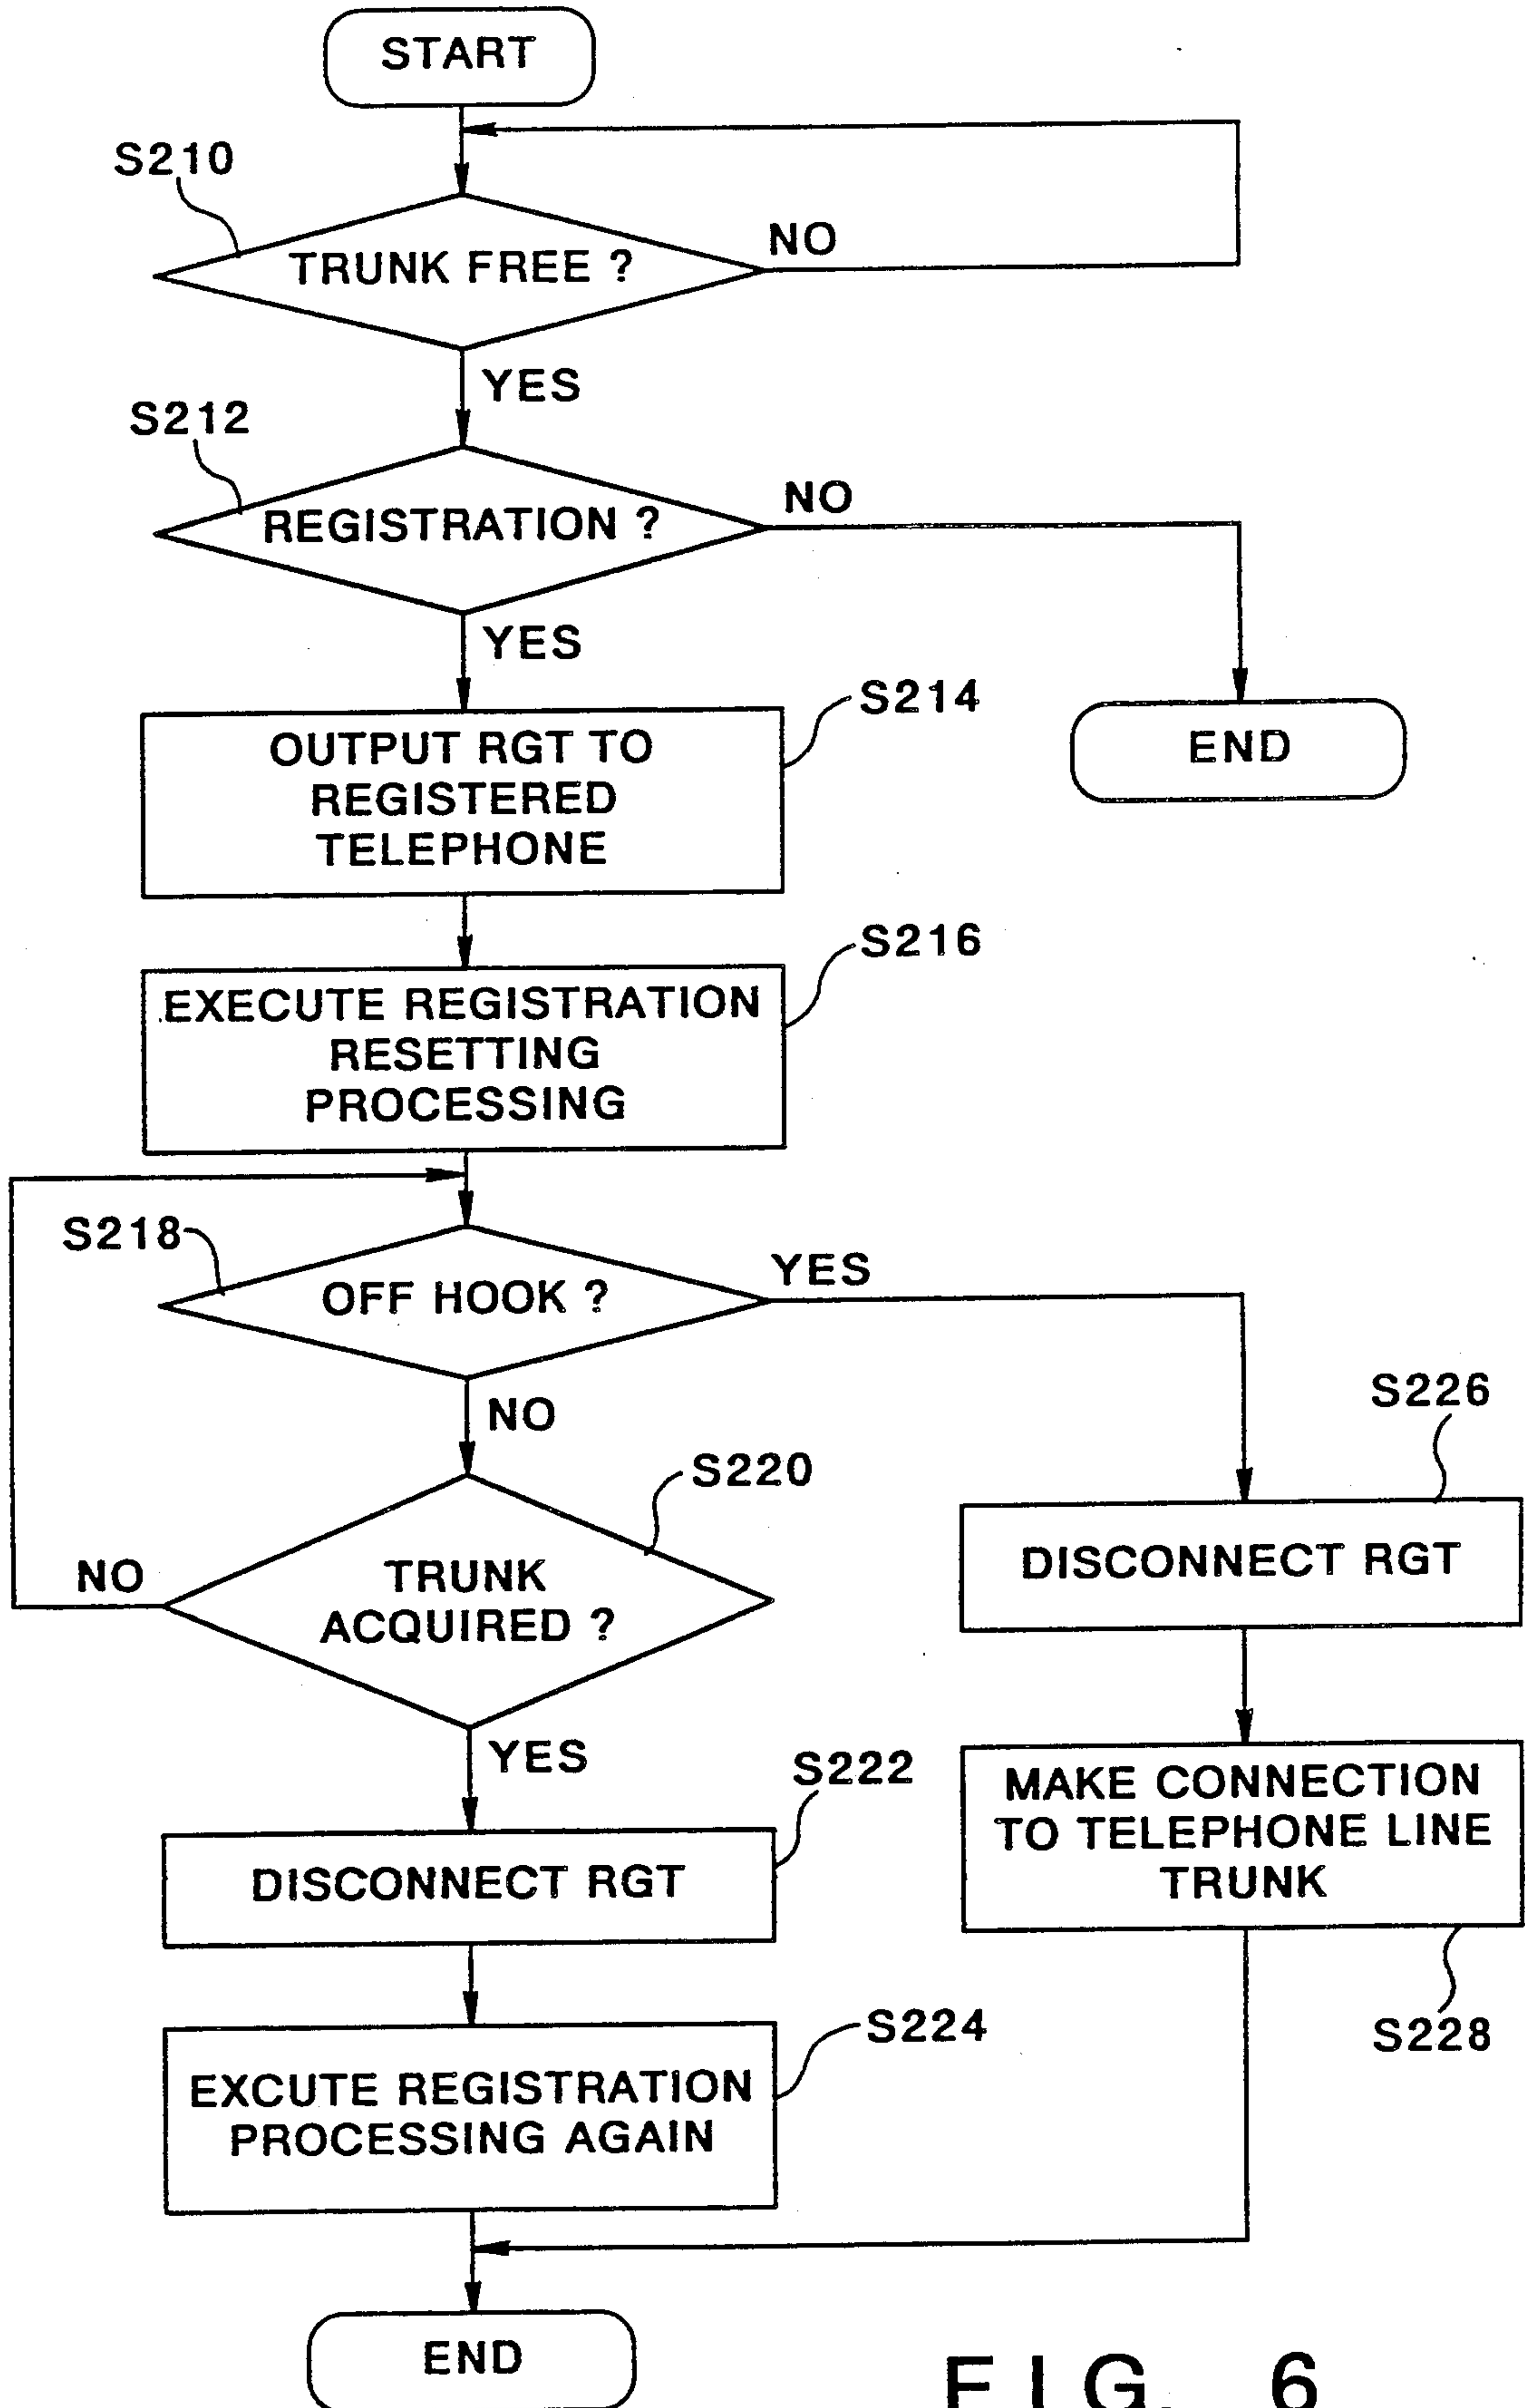 START
S210
TRUNK FREE ?
NO
YES
S212
REGISTRATION ?
NO
YES
S214
OUTPUT RGT TO
REGISTERED
TELEPHONE
END
S216
EXECUTE REGISTRATION
RESETTING
PROCESSING
S218
OFF HOOK ?
YES
NO
S220
S226
TRUNK
ACQUIRED ?
NO
DISCONNECT RGT
YES
S222
MAKE CONNECTION
TO TELEPHONE LINE
TRUNK
DISCONNECT RGT
S224
S228
EXCUTE REGISTRATION
PROCESSING AGAIN
END
FIG. 6